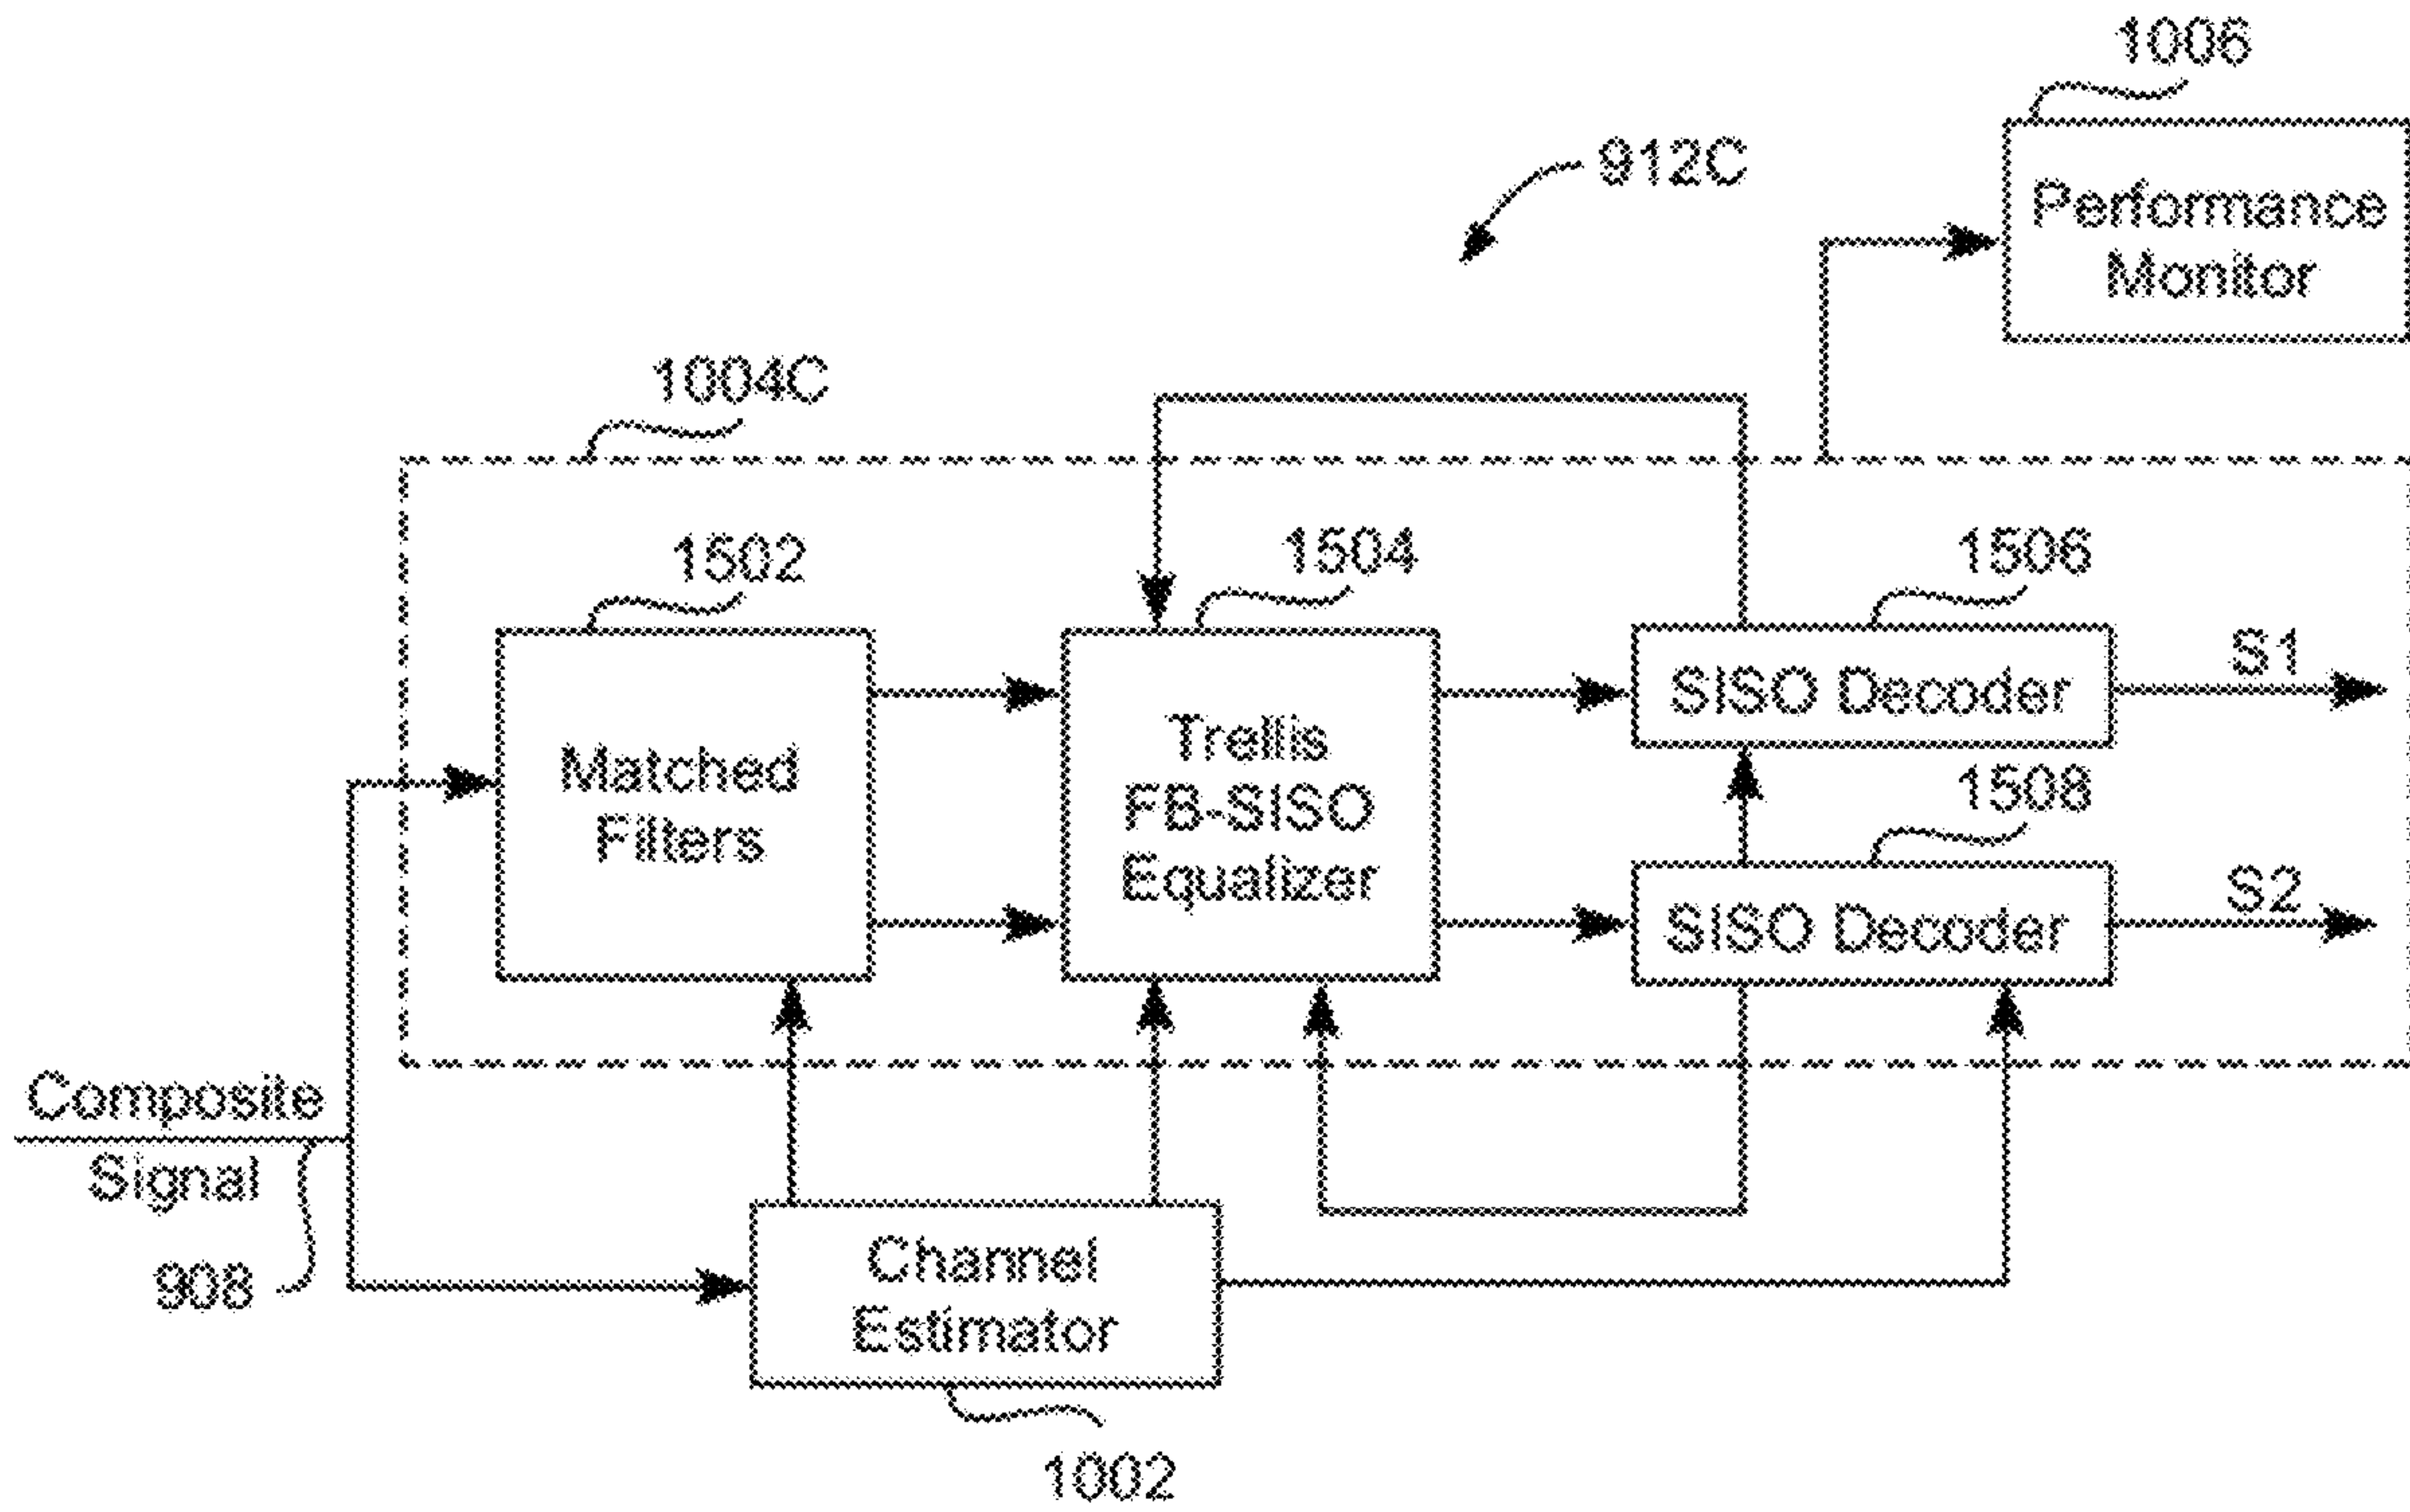 1006
912C
Performance
Monitor
1004C
1502
1504
1506
S1
SISO Decoder
Trellis
FB-SISO
Equalizer
Matched
Filters
1508
S2
SISO Decoder
Composite
Signal
908
Channel
Estimator
1002